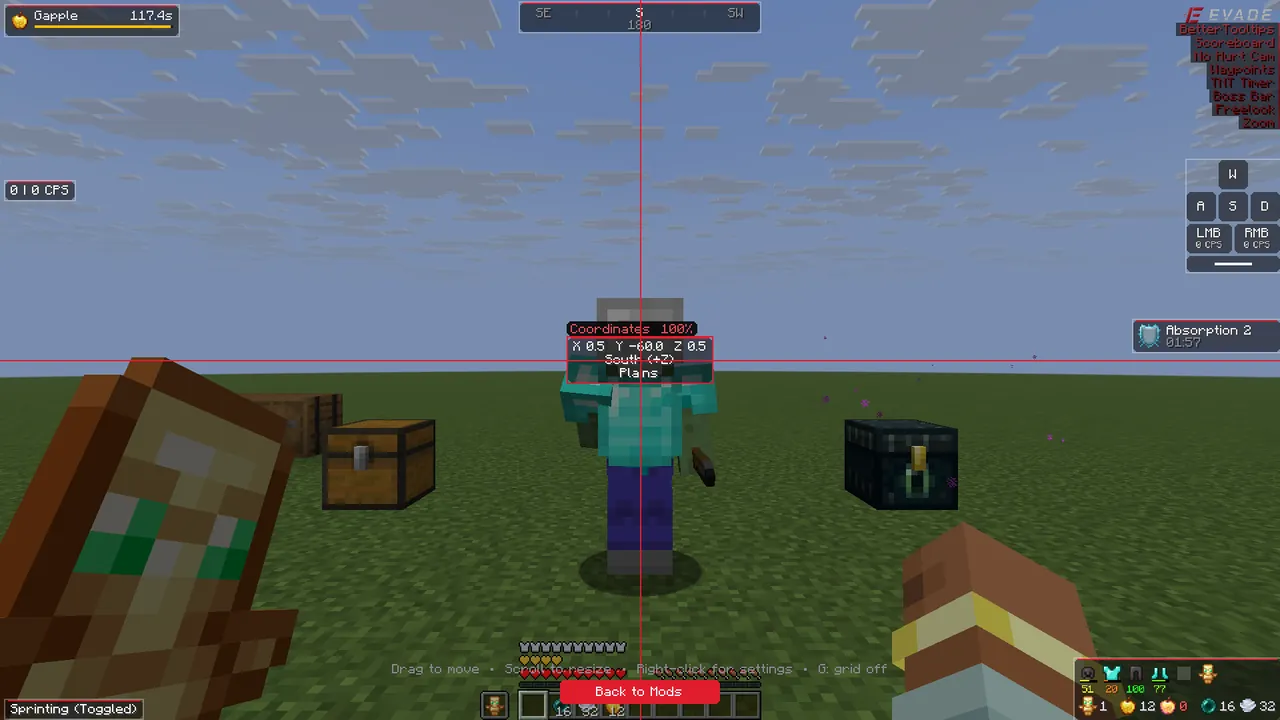 Gapple 117.4s
SE S SW
180
EVADE
BetterTooltips
Scoreboard
No Hurt Cam
Waypoints
TNT Timer
Boss Bar
Freelook
Zoom
0 | 0 CPS
W
A S D
LMB RMB
0 CPS 0 CPS
Absorption 2
01:57
Coordinates 100%
X 0.5 Y -60.0 Z 0.5
South (+Z)
Plains
Drag to move • Scroll to resize • Right-click for settings • G: grid off
Back to Mods
16 32 12
Sprinting (Toggled)
51 20 100 77
1 12 0 16 32